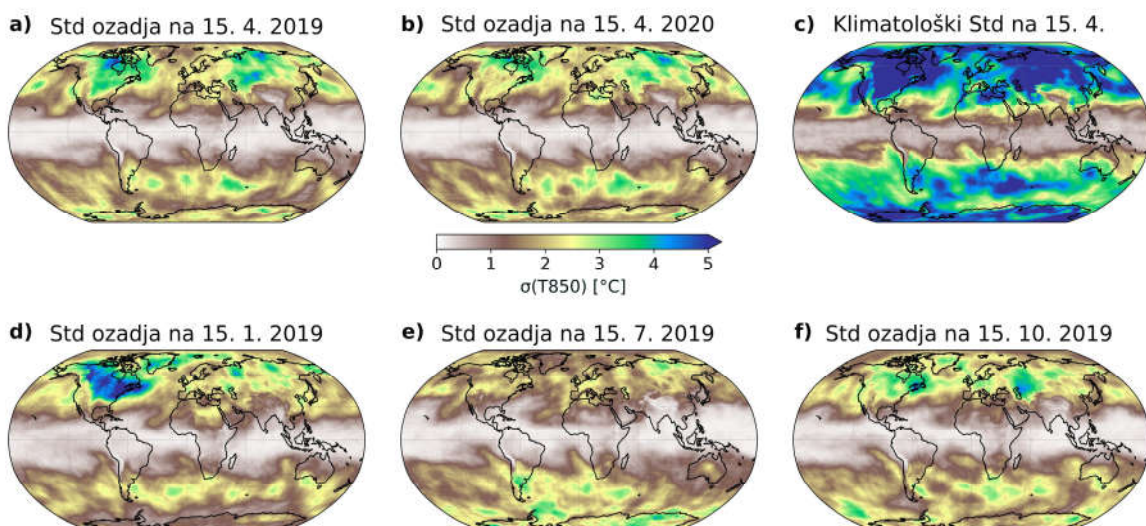 a) Std ozadja na 15. 4. 2019
b) Std ozadja na 15. 4. 2020
c) Klimatološki Std na 15. 4.
0 1 2 3 4 5
σ(T850) [°C]
d) Std ozadja na 15. 1. 2019
e) Std ozadja na 15. 7. 2019
f) Std ozadja na 15. 10. 2019